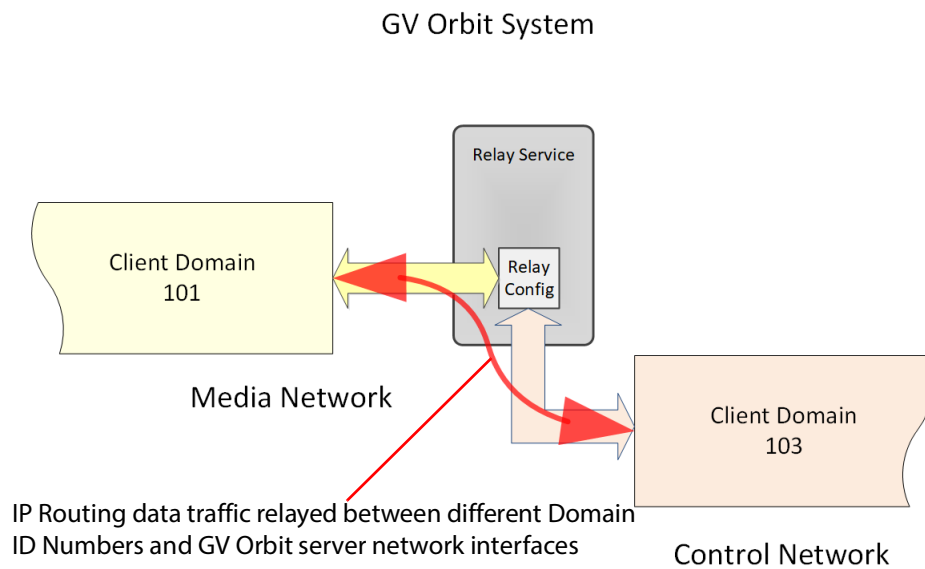 GV Orbit System
Relay Service
Client Domain
101
Relay
Config
Media Network
Client Domain
103
IP Routing data traffic relayed between different Domain
ID Numbers and GV Orbit server network interfaces
Control Network